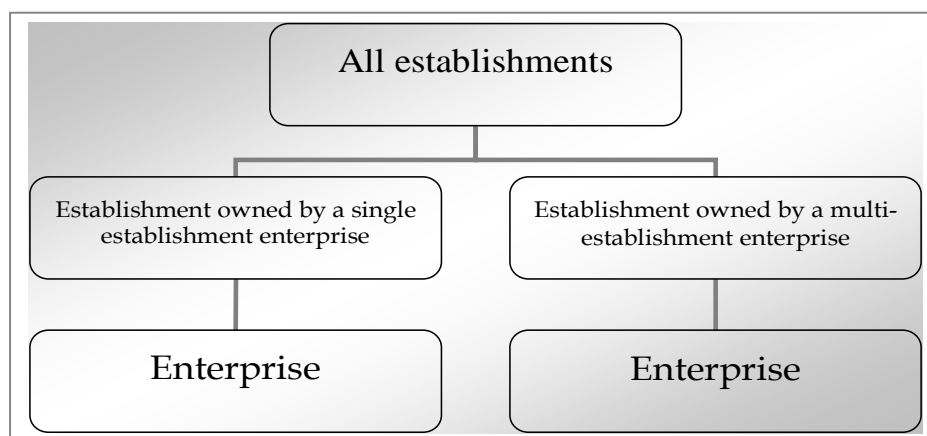 All establishments
Establishment owned by a single
establishment enterprise
Establishment owned by a multi-
establishment enterprise
Enterprise
Enterprise